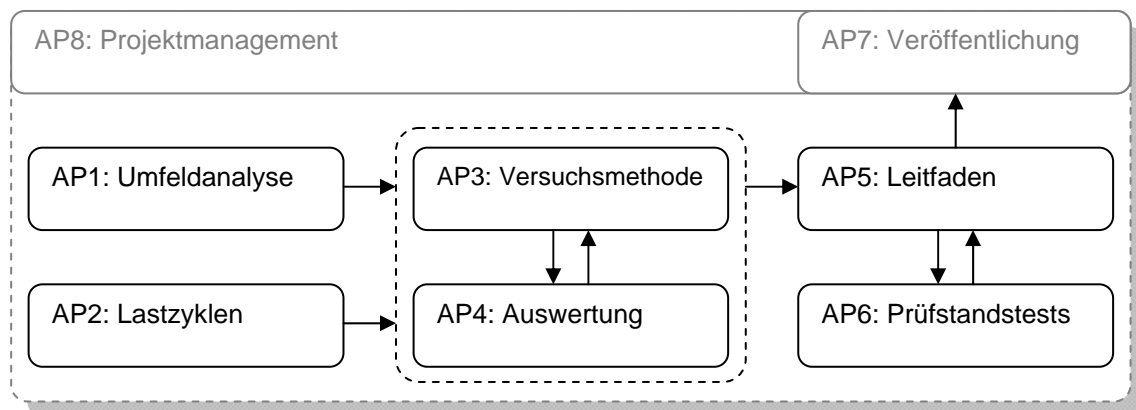 AP8: Projektmanagement
AP7: Veröffentlichung
AP1: Umfeldanalyse
AP3: Versuchsmethode
AP5: Leitfaden
AP2: Lastzyklen
AP4: Auswertung
AP6: Prüfstandstests